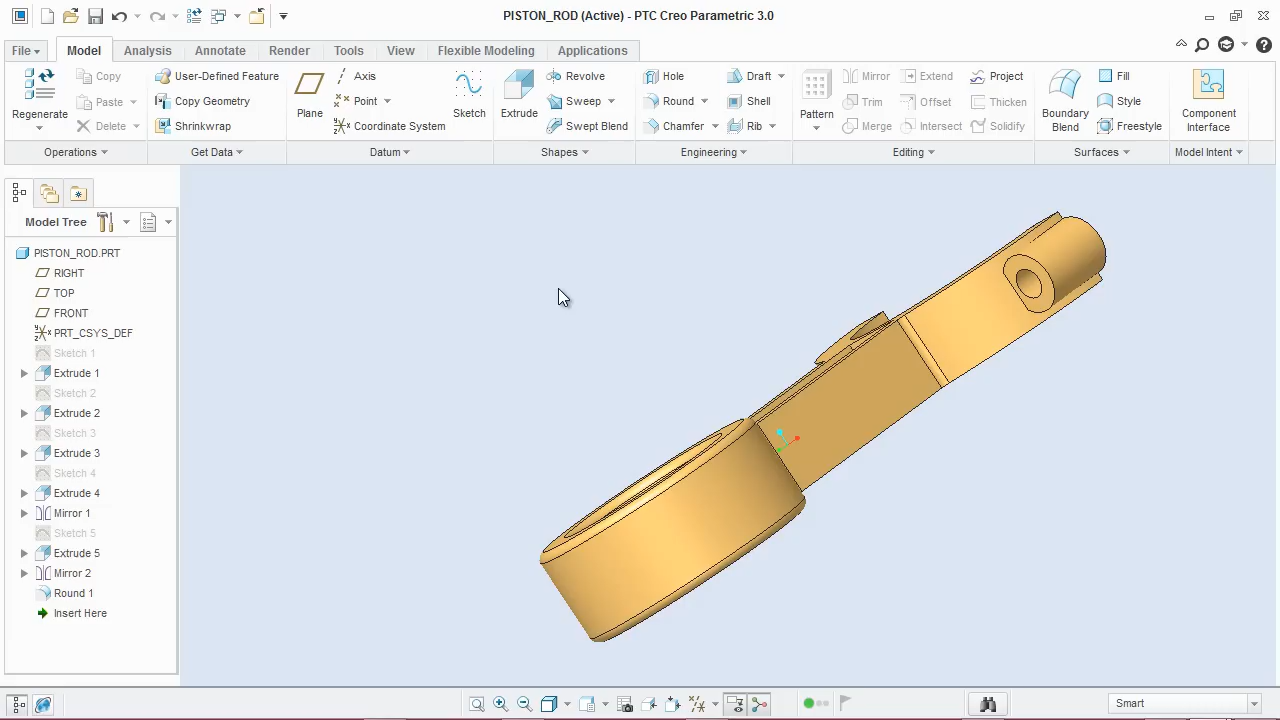 PISTON_ROD (Active) - PTC Creo Parametric 3.0
File Model Analysis Annotate Render Tools View Flexible Modeling Applications
Regenerate
Copy
Paste
Delete
Operations
User-Defined Feature
Copy Geometry
Shrinkwrap
Get Data
Plane
Axis
Point
Coordinate System
Sketch
Datum
Extrude
Revolve
Sweep
Swept Blend
Shapes
Hole
Round
Chamfer
Draft
Shell
Rib
Engineering
Pattern
Mirror
Trim
Merge
Extend
Offset
Intersect
Project
Thicken
Solidify
Editing
Boundary
Blend
Fill
Style
Freestyle
Surfaces
Component
Interface
Model Intent
Model Tree
PISTON_ROD.PRT
RIGHT
TOP
FRONT
PRT_CSYS_DEF
Sketch 1
Extrude 1
Sketch 2
Extrude 2
Sketch 3
Extrude 3
Sketch 4
Extrude 4
Mirror 1
Sketch 5
Extrude 5
Mirror 2
Round 1
Insert Here
Smart